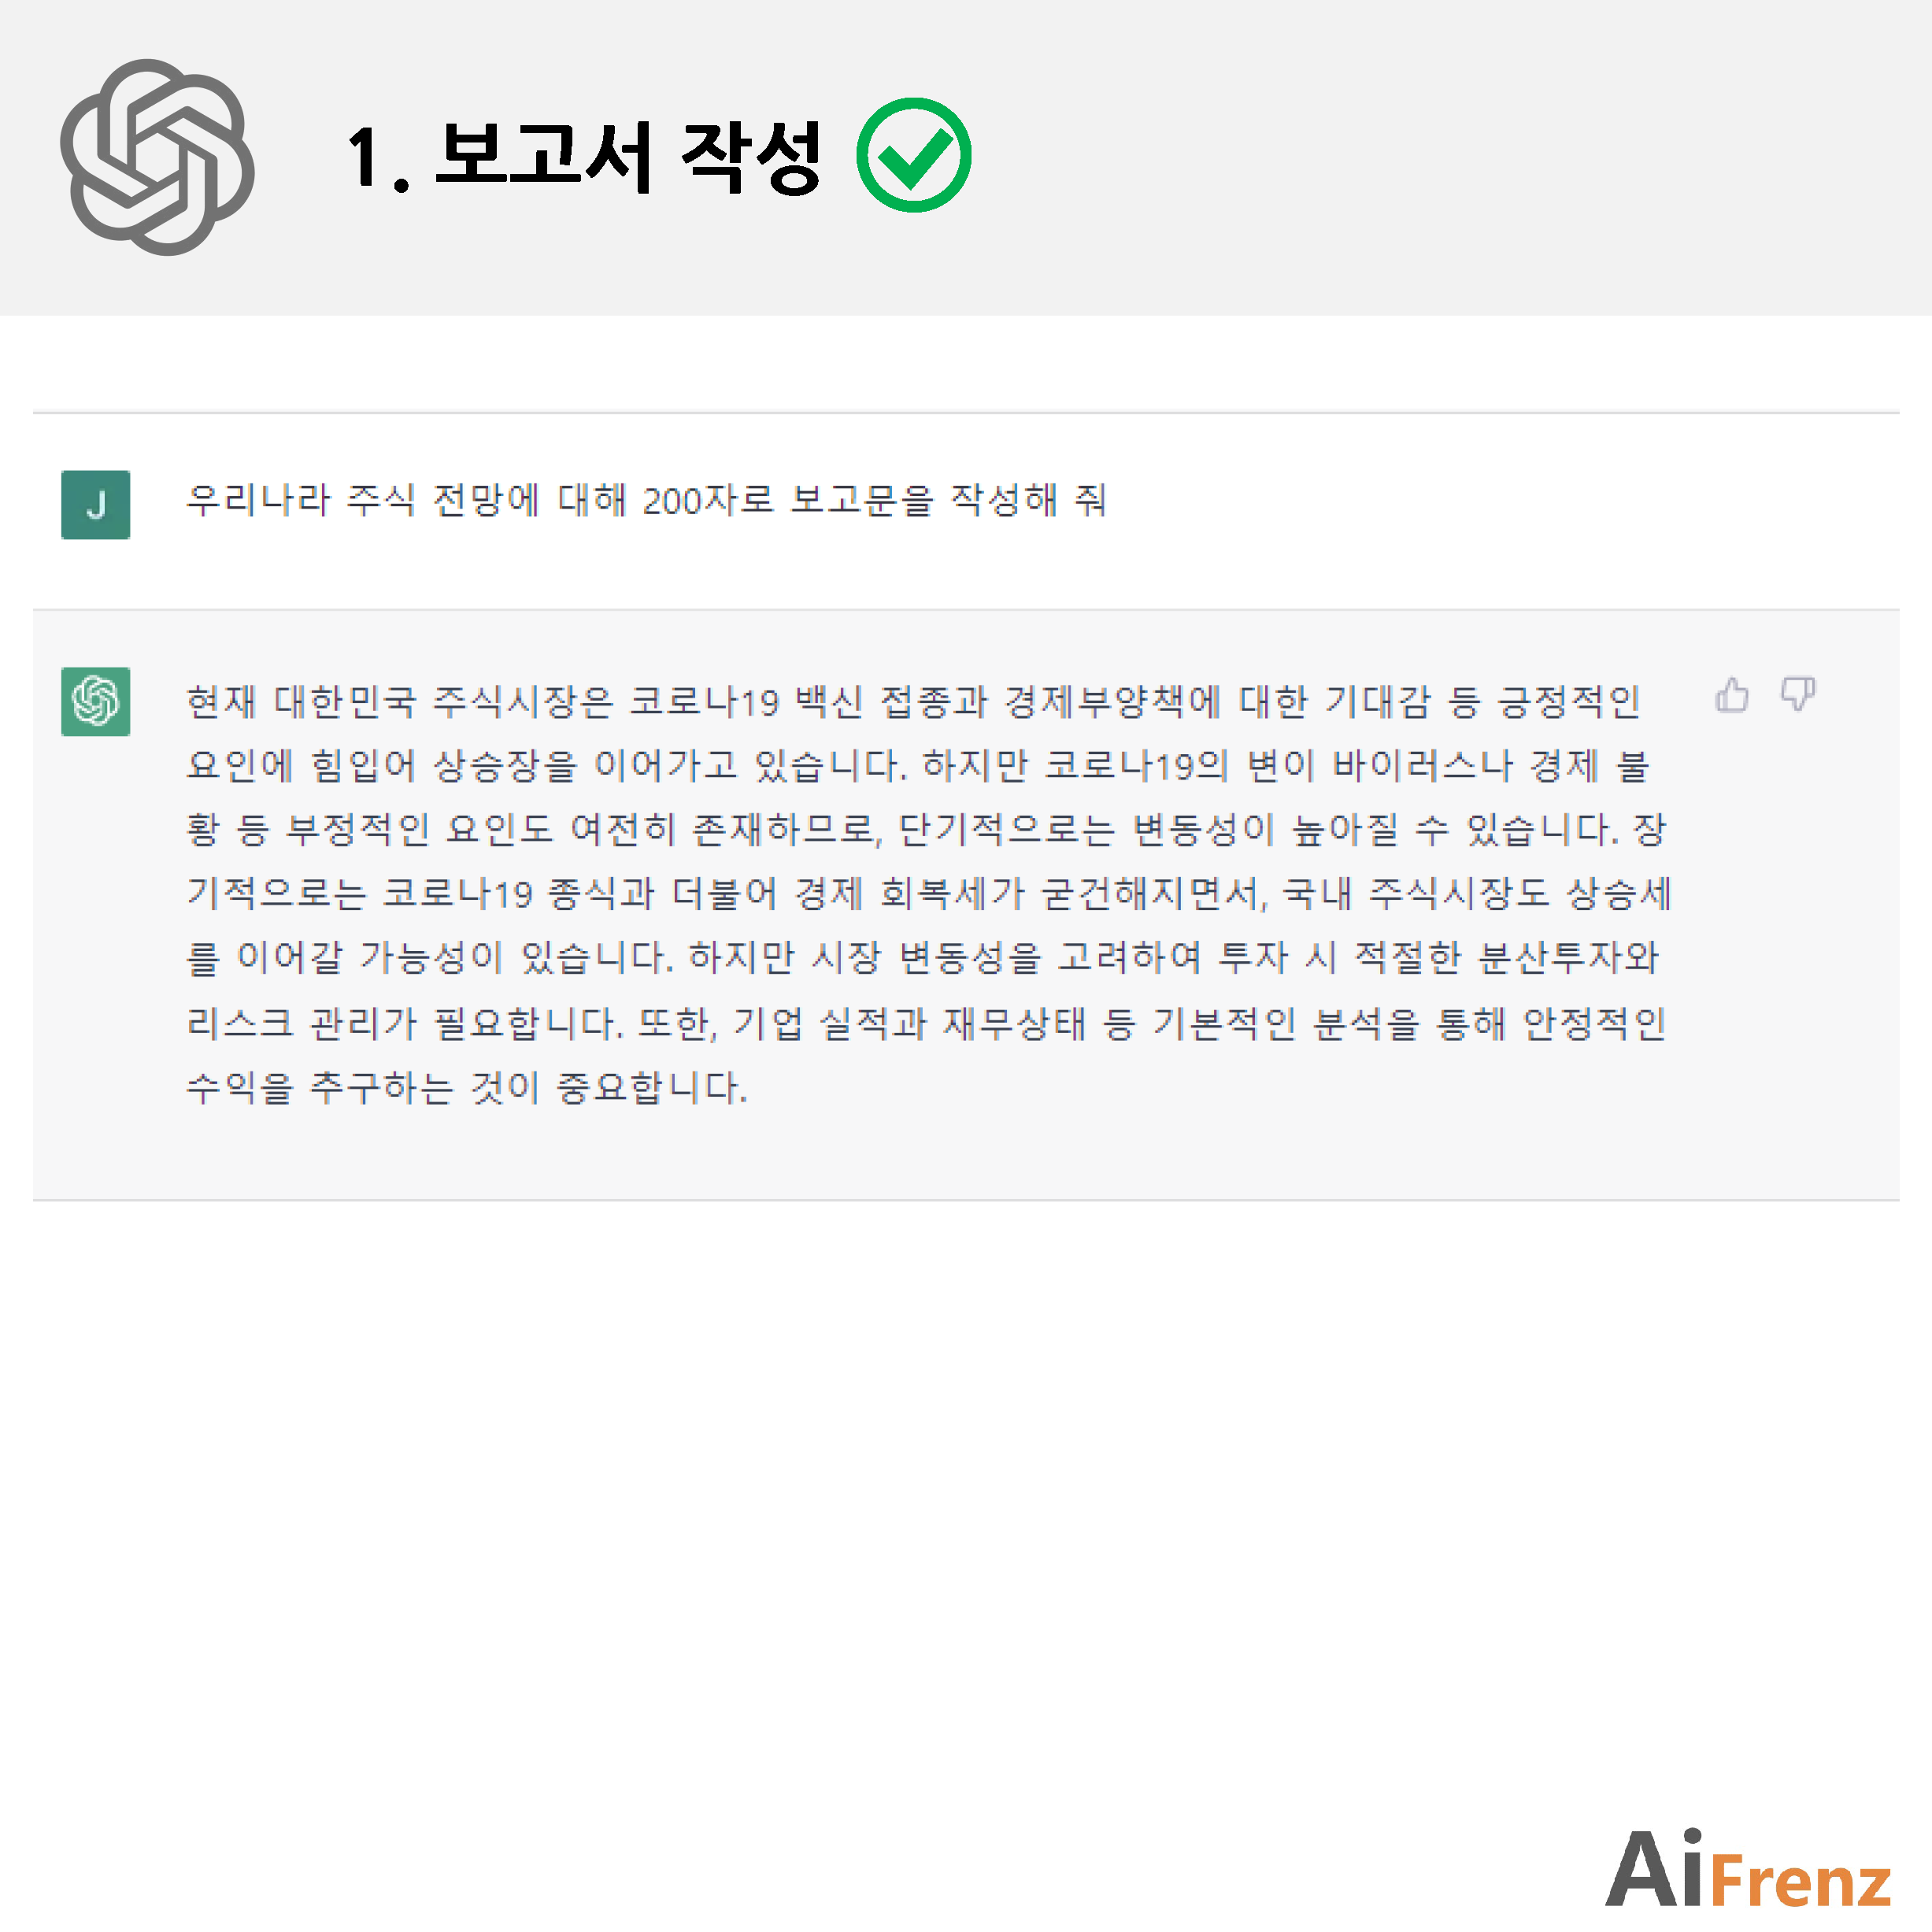 1. 보고서 작성
J
우리나라 주식 전망에 대해 200자로 보고문을 작성해 줘
현재 대한민국 주식시장은 코로나19 백신 접종과 경제부양책에 대한 기대감 등 긍정적인
요인에 힘입어 상승장을 이어가고 있습니다. 하지만 코로나19의 변이 바이러스나 경제 불
황 등 부정적인 요인도 여전히 존재하므로, 단기적으로는 변동성이 높아질 수 있습니다. 장
기적으로는 코로나19 종식과 더불어 경제 회복세가 굳건해지면서, 국내 주식시장도 상승세
를 이어갈 가능성이 있습니다. 하지만 시장 변동성을 고려하여 투자 시 적절한 분산투자와
리스크 관리가 필요합니다. 또한, 기업 실적과 재무상태 등 기본적인 분석을 통해 안정적인
수익을 추구하는 것이 중요합니다.
AiFrenz